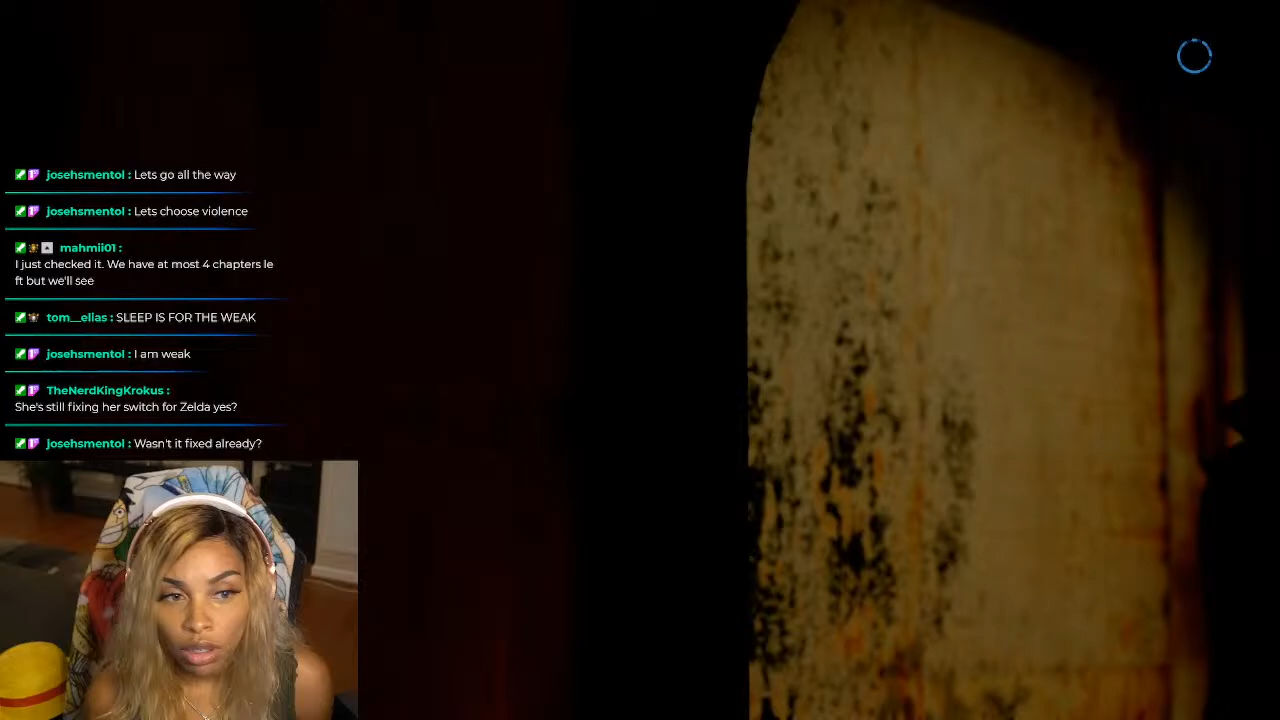 josehsmentol : Lets go all the way
josehsmentol : Lets choose violence
mahmii01 :
I just checked it. We have at most 4 chapters le
ft but we'll see
tom__elias : SLEEP IS FOR THE WEAK
josehsmentol : I am weak
TheNerdKingKrokus :
She's still fixing her switch for Zelda yes?
josehsmentol : Wasn't it fixed already?